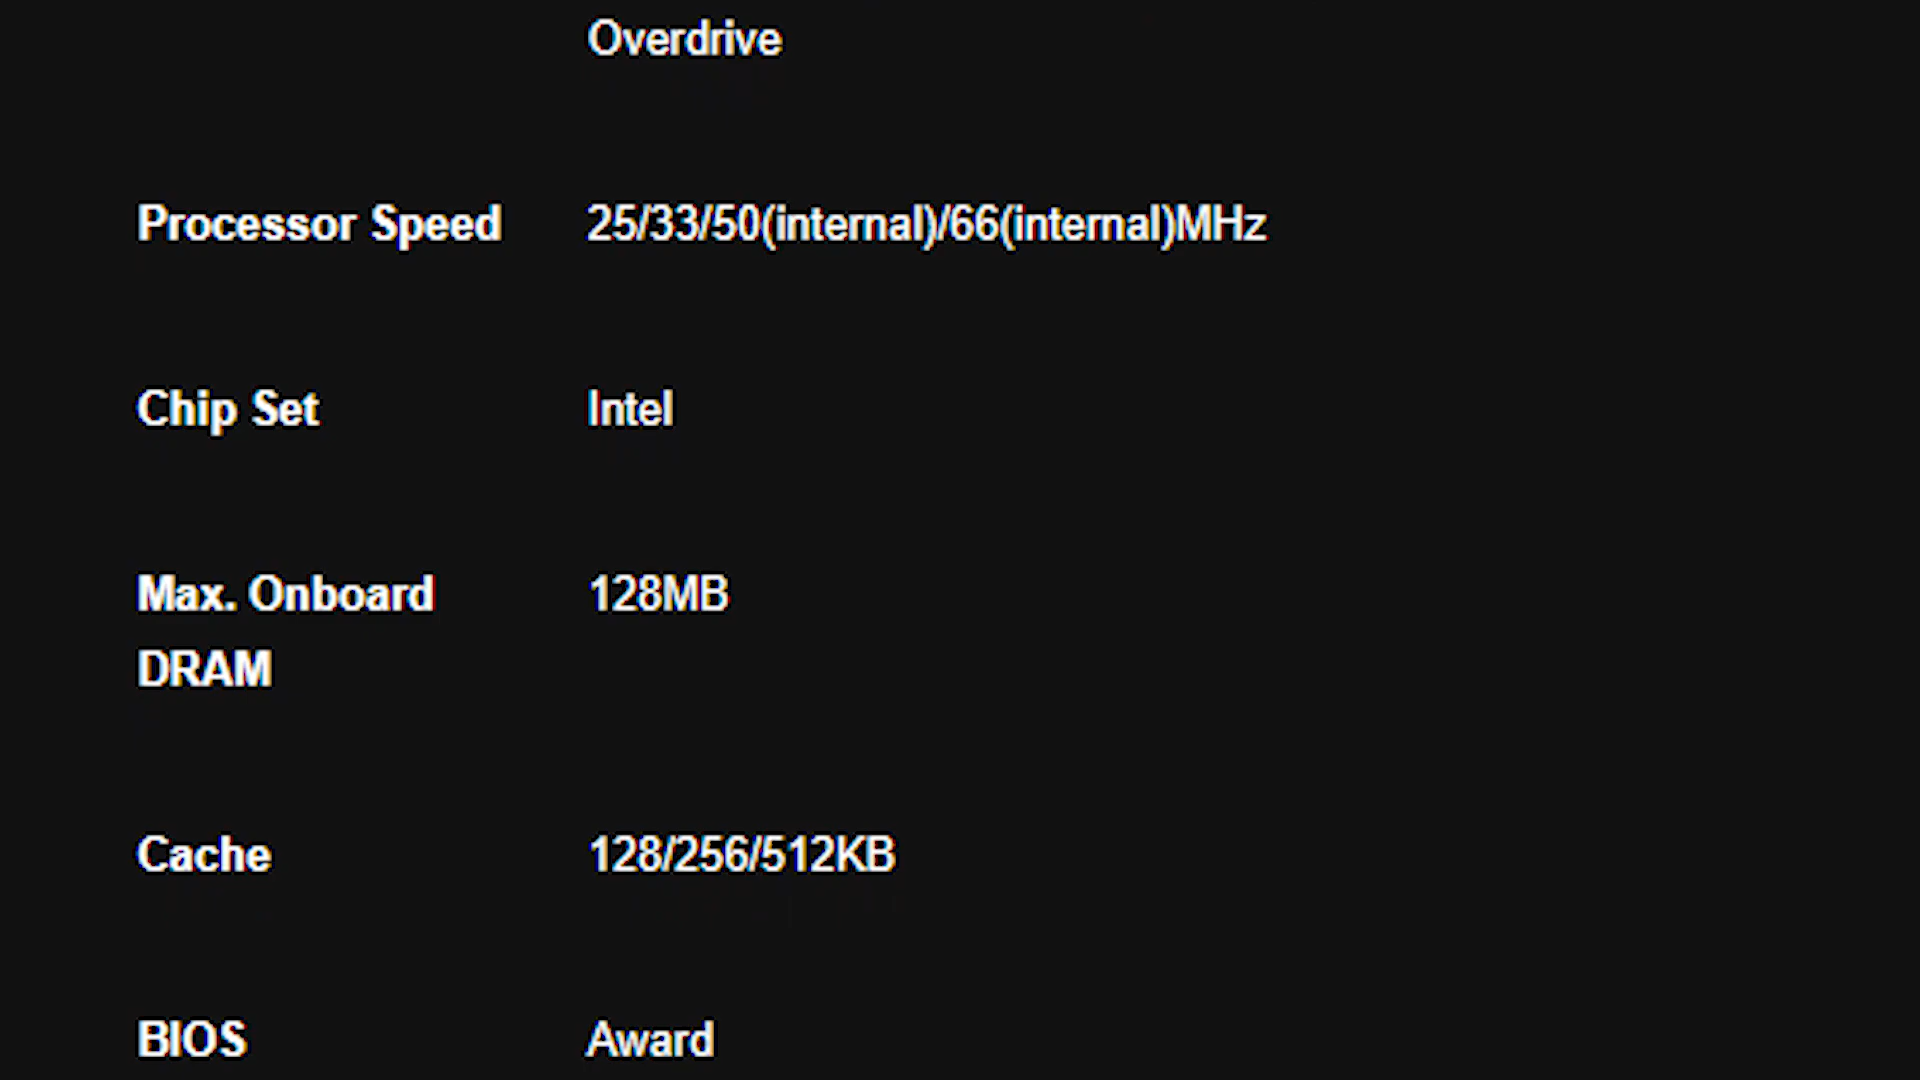 Overdrive
Processor Speed 25/33/50(internal)/66(internal)MHz
Chip Set Intel
Max. Onboard 128MB
DRAM
Cache 128/256/512KB
BIOS Award